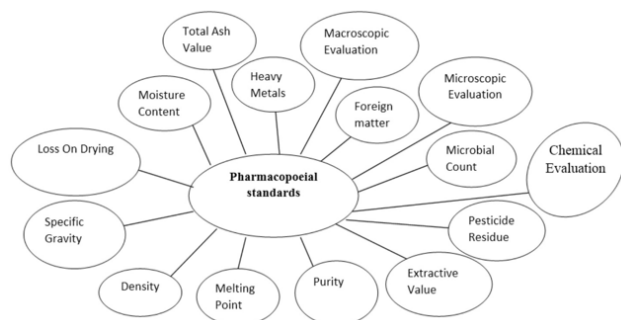 Total Ash
Value
Macroscopic
Evaluation
Heavy
Metals
Microscopic
Evaluation
Moisture
Content
Foreign
matter
Loss On Drying
Microbial
Count
Chemical
Evaluation
Pharmacopoeial
standards
Specific
Gravity
Pesticide
Residue
Density
Melting
Point
Purity
Extractive
Value